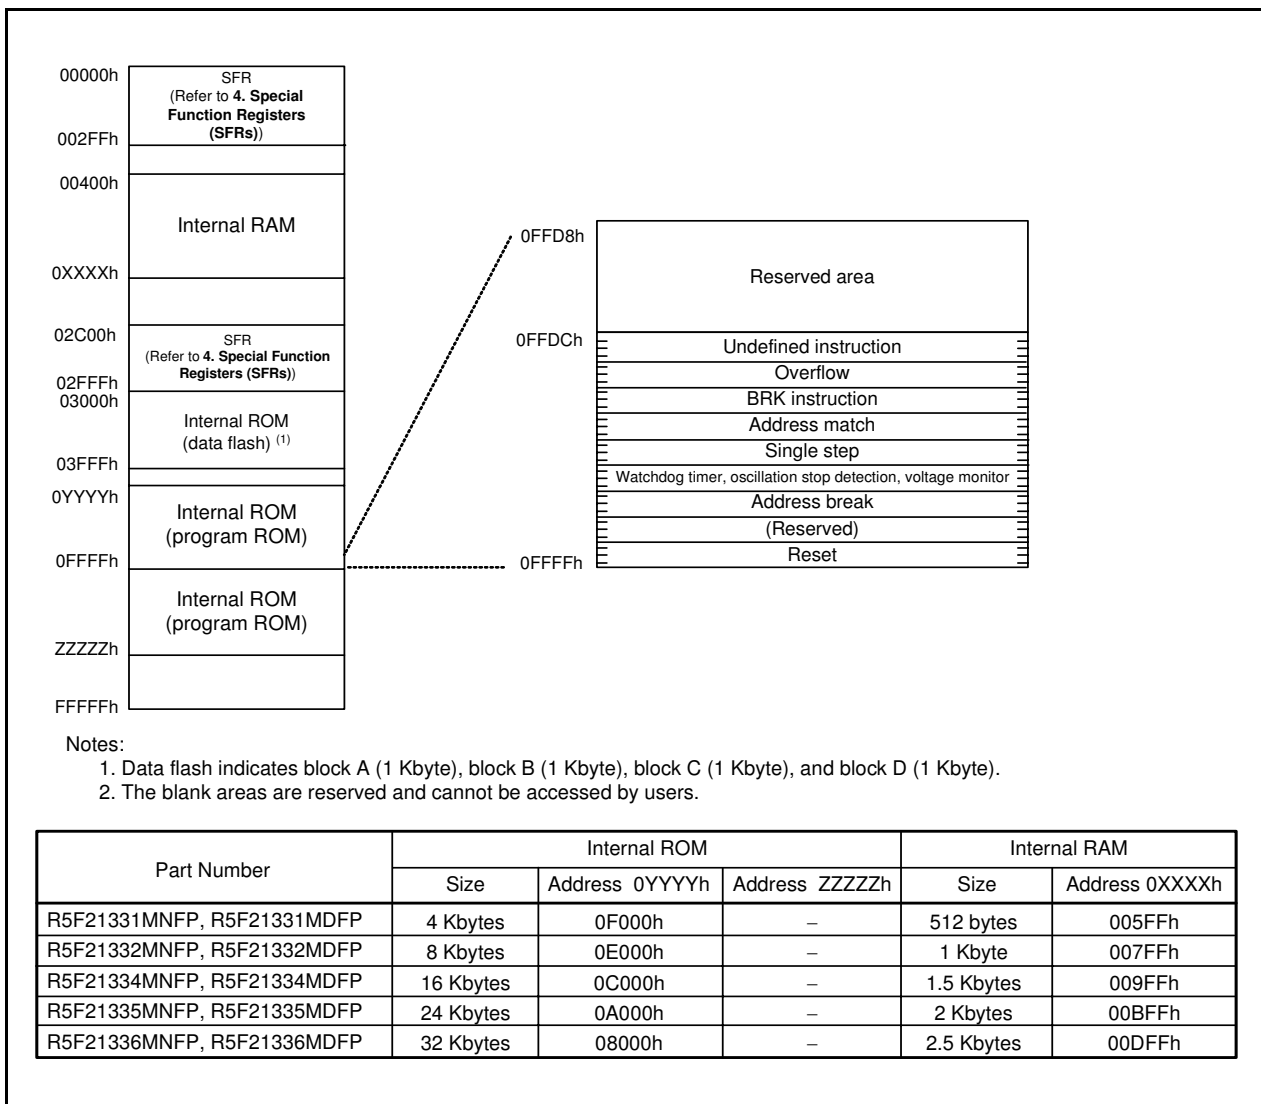 00000h
SFR
(Refer to 4. Special
Function Registers
(SFRs))
002FFh
00400h
Internal RAM
0XXXXh
02C00h
SFR
(Refer to 4. Special Function
Registers (SFRs))
02FFFh
03000h
Internal ROM
(data flash) (1)
03FFFh
0YYYYh
Internal ROM
(program ROM)
0FFFFh
Internal ROM
(program ROM)
ZZZZZh
FFFFFh
0FFD8h
Reserved area
0FFDCh
Undefined instruction
Overflow
BRK instruction
Address match
Single step
Watchdog timer, oscillation stop detection, voltage monitor
Address break
(Reserved)
Reset
0FFFFh
Notes:
1. Data flash indicates block A (1 Kbyte), block B (1 Kbyte), block C (1 Kbyte), and block D (1 Kbyte).
2. The blank areas are reserved and cannot be accessed by users.
Part Number Internal ROM Internal RAM
Size Address 0YYYYh Address ZZZZZh Size Address 0XXXXh
R5F21331MNFP, R5F21331MDFP 4 Kbytes 0F000h – 512 bytes 005FFh
R5F21332MNFP, R5F21332MDFP 8 Kbytes 0E000h – 1 Kbyte 007FFh
R5F21334MNFP, R5F21334MDFP 16 Kbytes 0C000h – 1.5 Kbytes 009FFh
R5F21335MNFP, R5F21335MDFP 24 Kbytes 0A000h – 2 Kbytes 00BFFh
R5F21336MNFP, R5F21336MDFP 32 Kbytes 08000h – 2.5 Kbytes 00DFFh